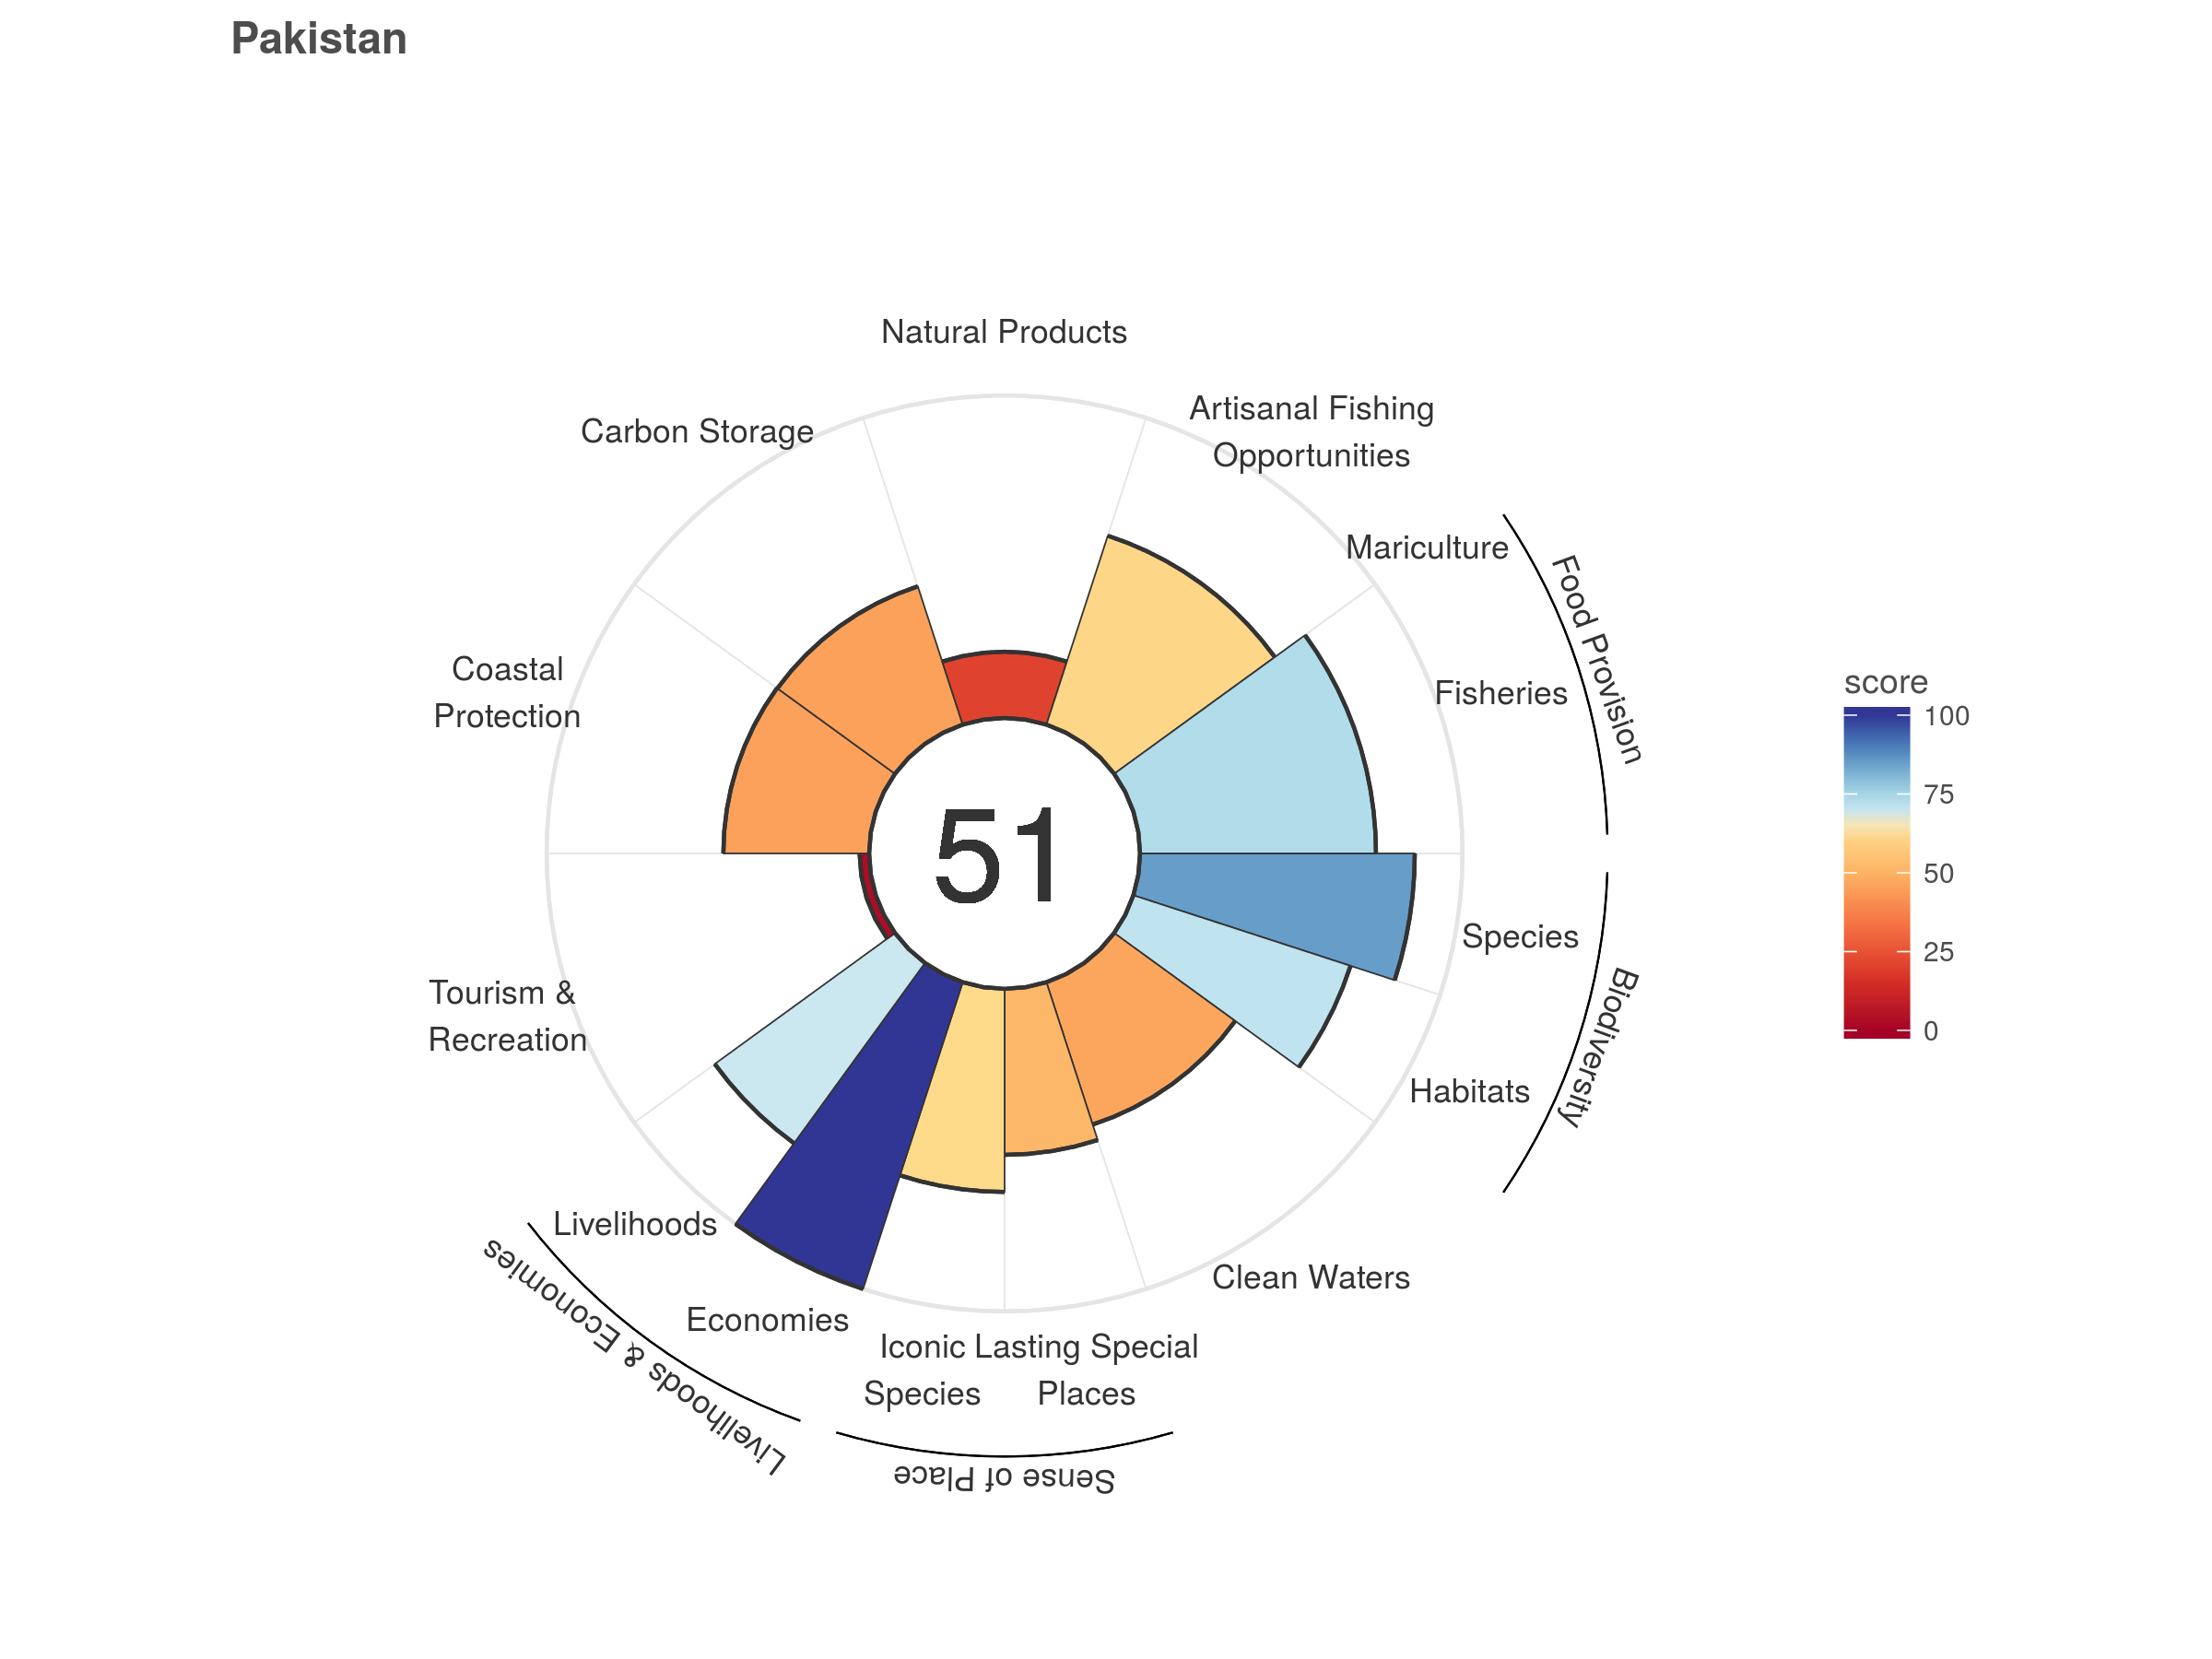 Pakistan
Natural Products
Artisanal Fishing
Opportunities
Carbon Storage
Mariculture
Food Provision
Fisheries
Coastal
Protection
score
100
75
50
25
0
51
Species
Biodiversity
Tourism &
Recreation
Habitats
Livelihoods
Clean Waters
Economies
Livelihoods & Economies
Iconic
Species
Lasting Special
Places
Sense of Place